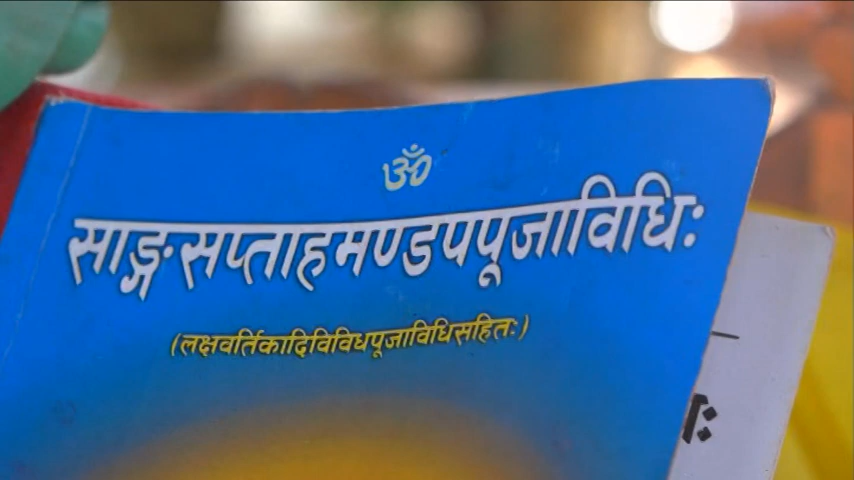 ॐ
साङ्गसप्ताहमण्डपपूजाविधिः
(लक्षवर्तिकादिविविधपूजाविधिसहितः)